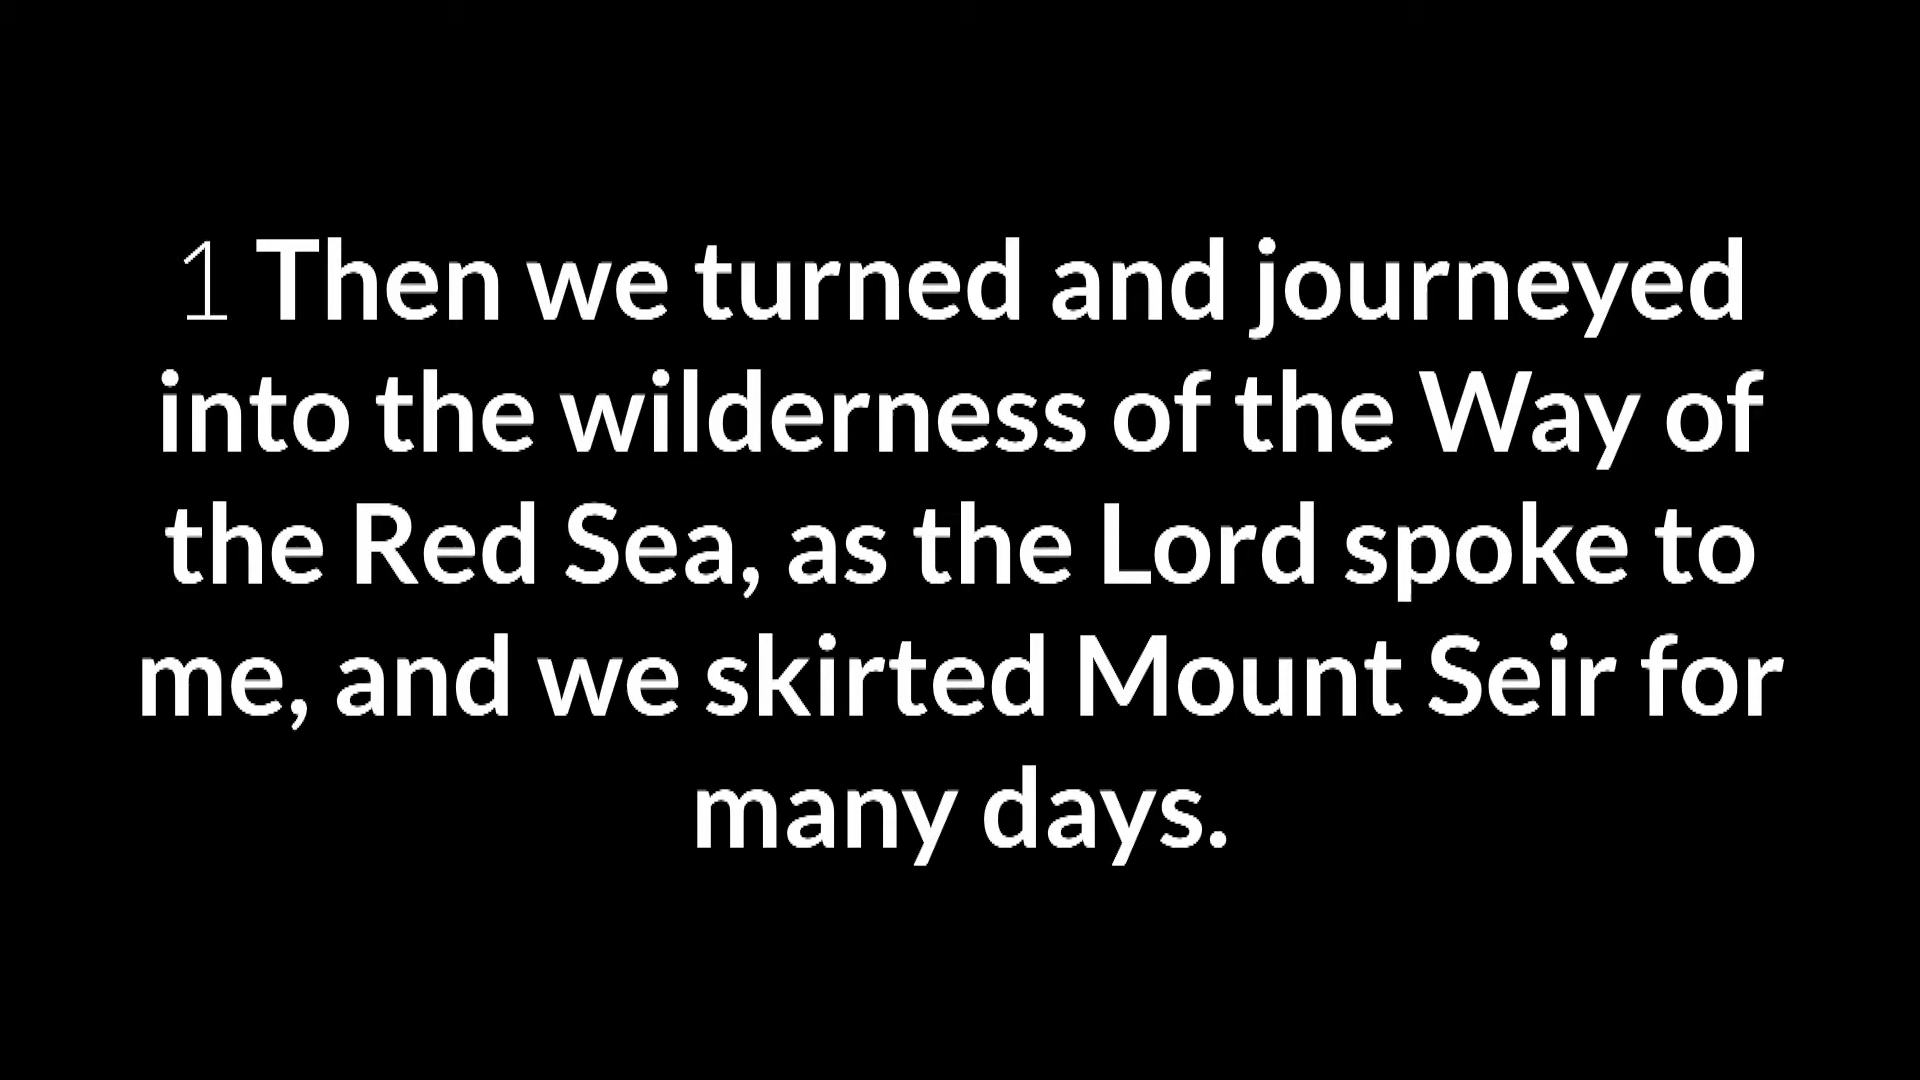 1 Then we turned and journeyed
into the wilderness of the Way of
the Red Sea, as the Lord spoke to
me, and we skirted Mount Seir for
many days.